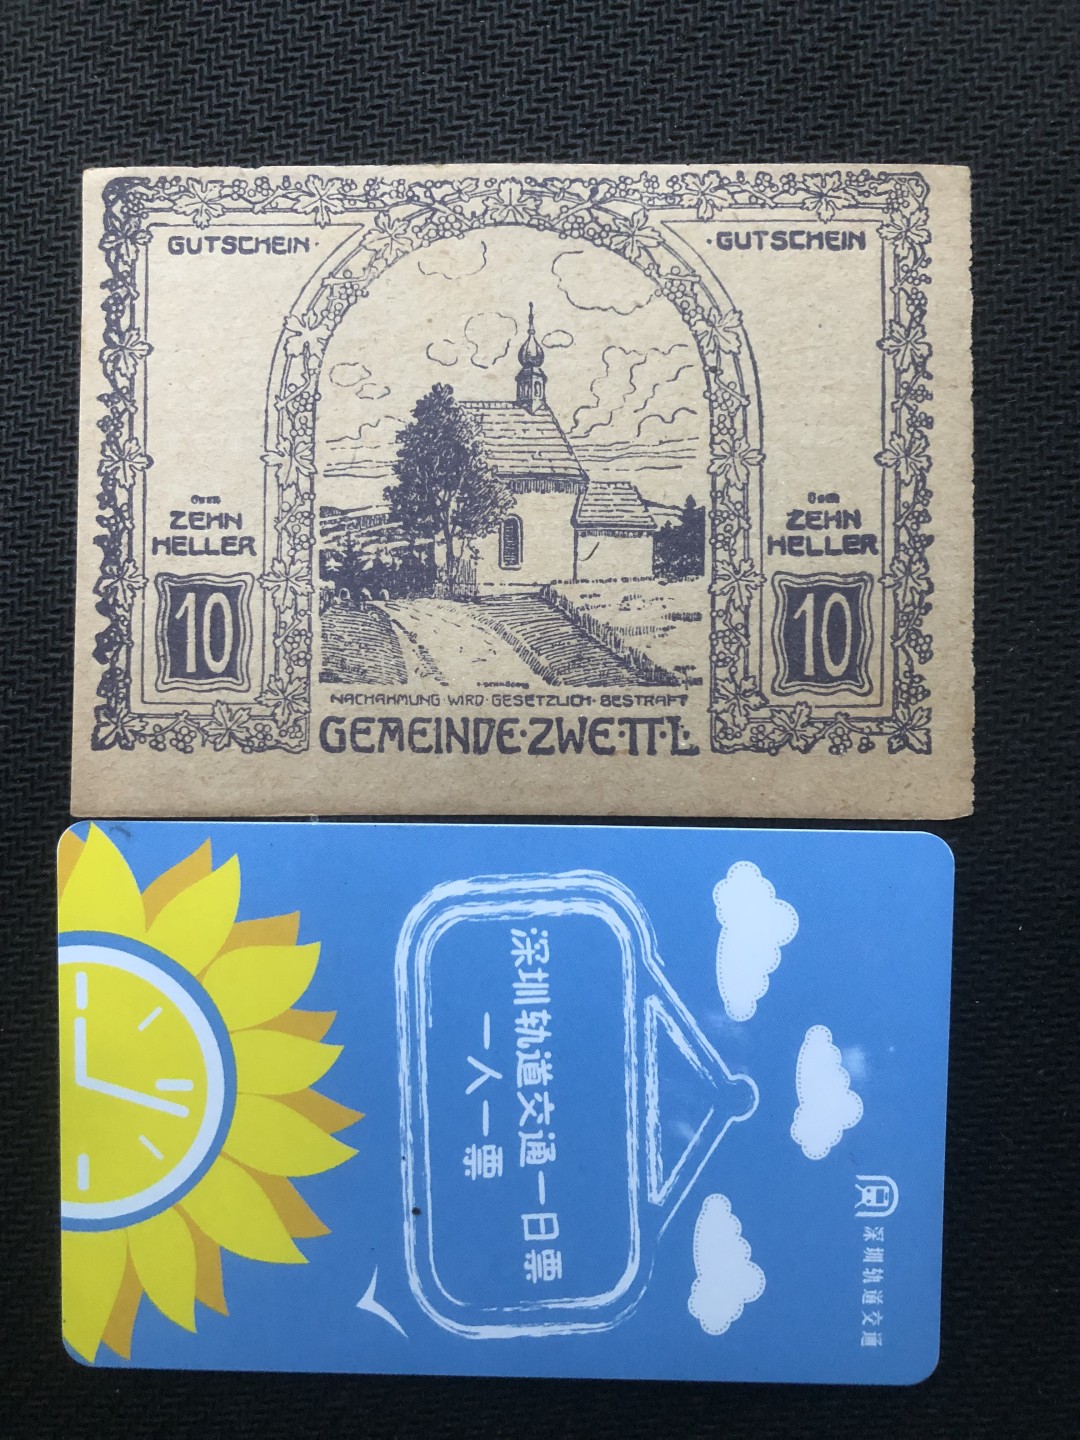 GUTSCHEIN·
·GUTSCHEIN
ZEHN
HELLER
10
ZEHN
HELLER
10
NACHAHMUNG·WIRD·GESETZLICH·BESTRAFT
GEMEINDE·ZWETTL·
深圳轨道交通一日票
一人一票
深圳轨道交通